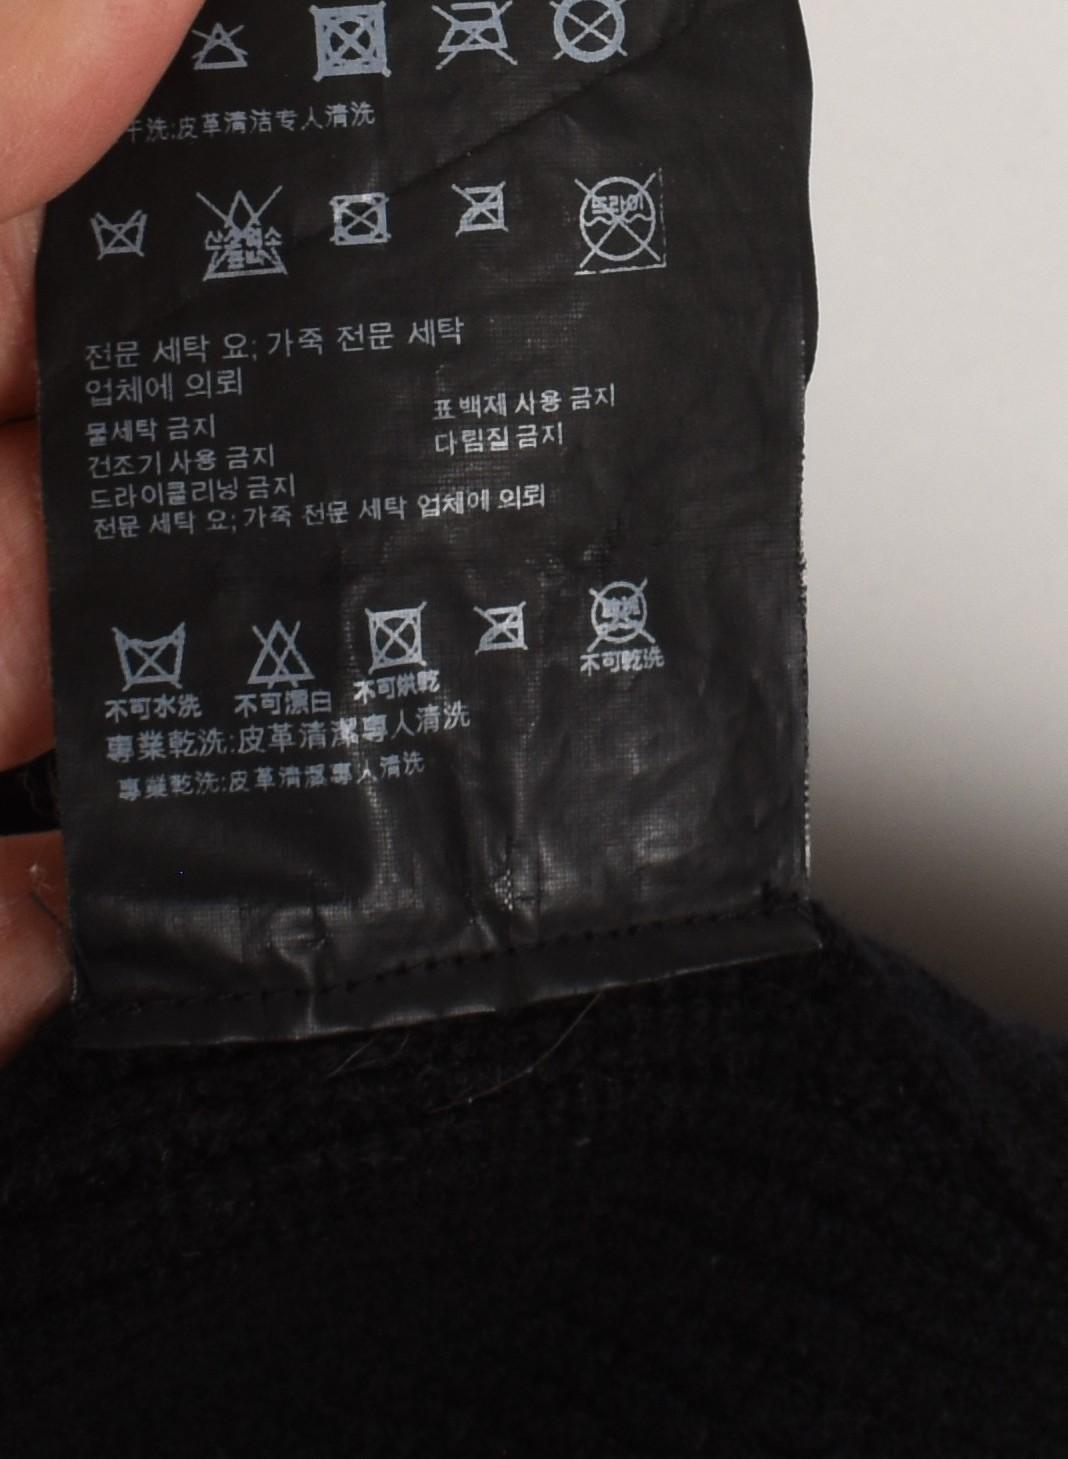 干洗:皮革清洁专人清洗
산소염소
표백
드라이
전문 세탁 요; 가죽 전문 세탁
업체에 의뢰
물세탁 금지 표백제 사용 금지
건조기 사용 금지 다림질 금지
드라이클리닝 금지
전문 세탁 요; 가죽 전문 세탁 업체에 의뢰
不可水洗 不可漂白 不可烘乾 不可乾洗
專業乾洗:皮革清潔專人清洗
專業乾洗:皮革清潔專人清洗